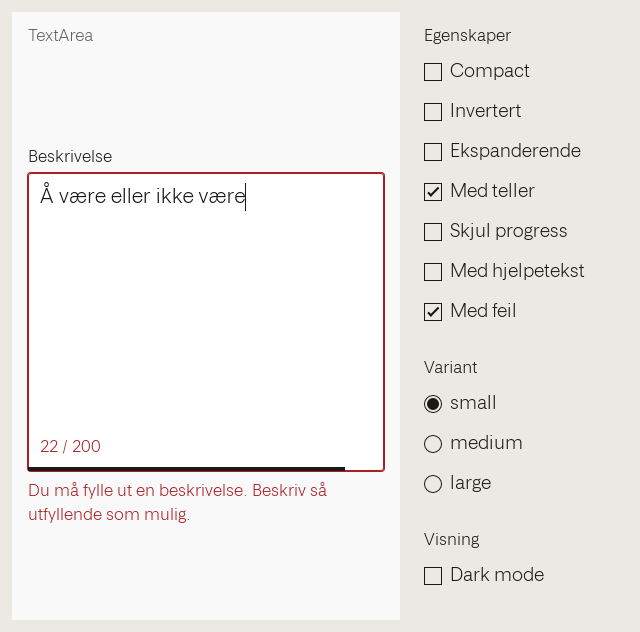 TextArea
Beskrivelse
Å være eller ikke være
22 / 200
Du må fylle ut en beskrivelse. Beskriv så
utfyllende som mulig.
Egenskaper
Compact
Invertert
Ekspanderende
Med teller
Skjul progress
Med hjelpetekst
Med feil
Variant
small
medium
large
Visning
Dark mode